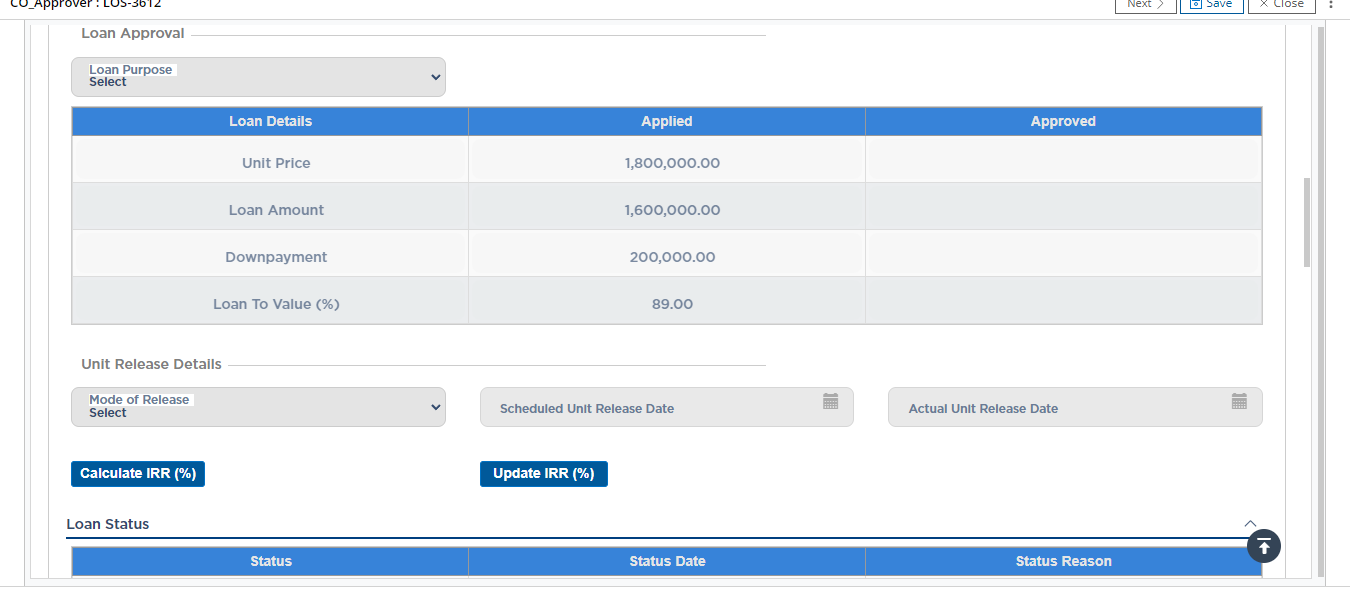 CO_Approver : LOS-3612
Next
Save
Close
Loan Approval
Loan Purpose
Select
Loan Details Applied Approved
Unit Price 1,800,000.00
Loan Amount 1,600,000.00
Downpayment 200,000.00
Loan To Value (%) 89.00
Unit Release Details
Mode of Release
Select
Scheduled Unit Release Date
Actual Unit Release Date
Calculate IRR (%)
Update IRR (%)
Loan Status
Status Status Date Status Reason